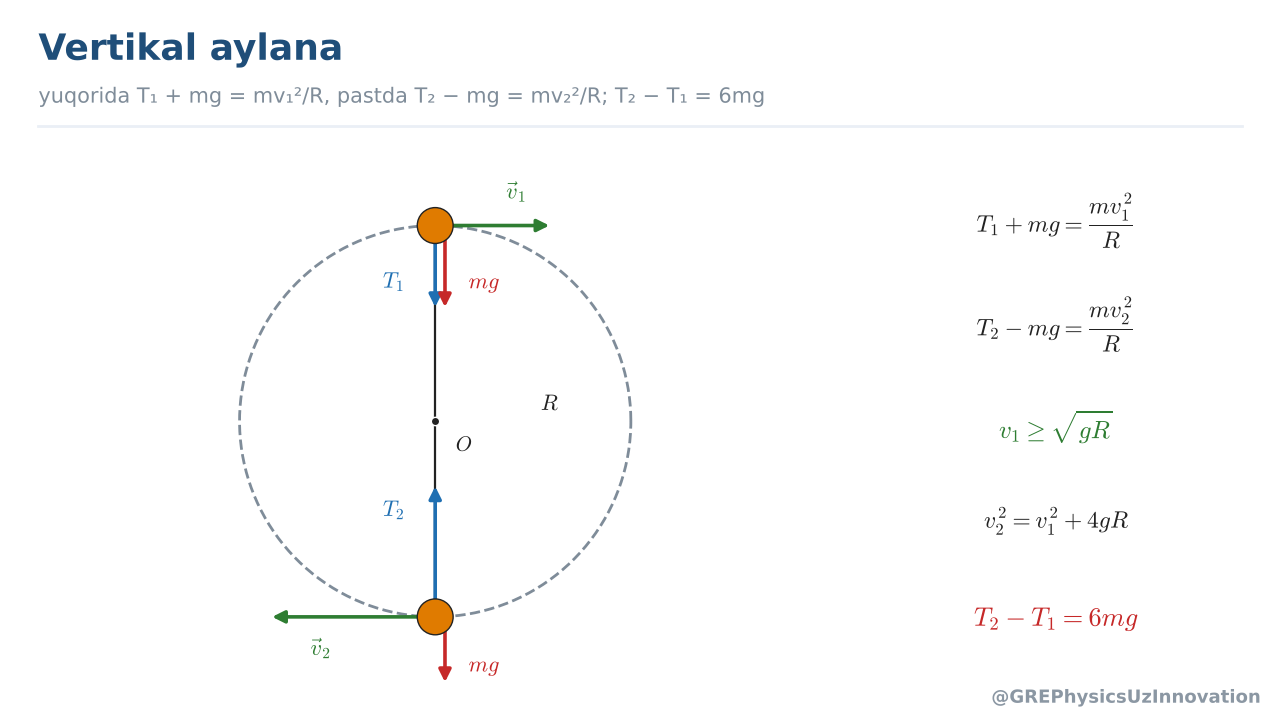 Vertikal aylana
yuqorida T₁ + mg = mv₁²/R, pastda T₂ − mg = mv₂²/R; T₂ − T₁ = 6mg
v⃗₁
T₁
mg
R
O
T₂
v⃗₂
mg
T₁ + mg = mv₁²/R
T₂ − mg = mv₂²/R
v₁ ≥ √gR
v₂² = v₁² + 4gR
T₂ − T₁ = 6mg
@GREPhysicsUzInnovation